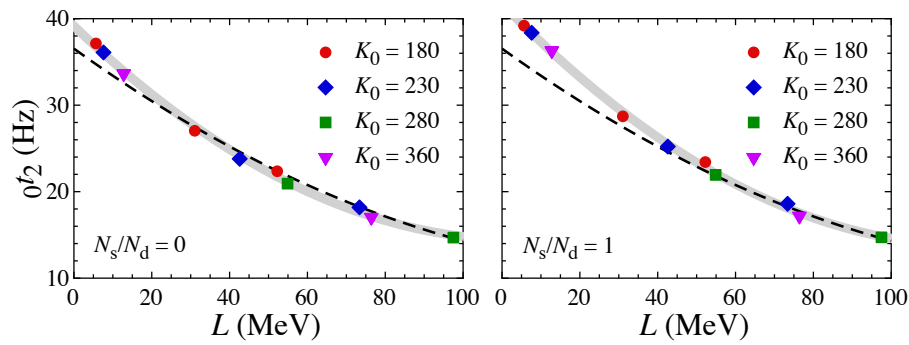 40
30
20
10
₀t₂ (Hz)
K₀ = 180
K₀ = 230
K₀ = 280
K₀ = 360
Nₛ/N_d = 0
0 20 40 60 80 100
L (MeV)
K₀ = 180
K₀ = 230
K₀ = 280
K₀ = 360
Nₛ/N_d = 1
0 20 40 60 80 100
L (MeV)